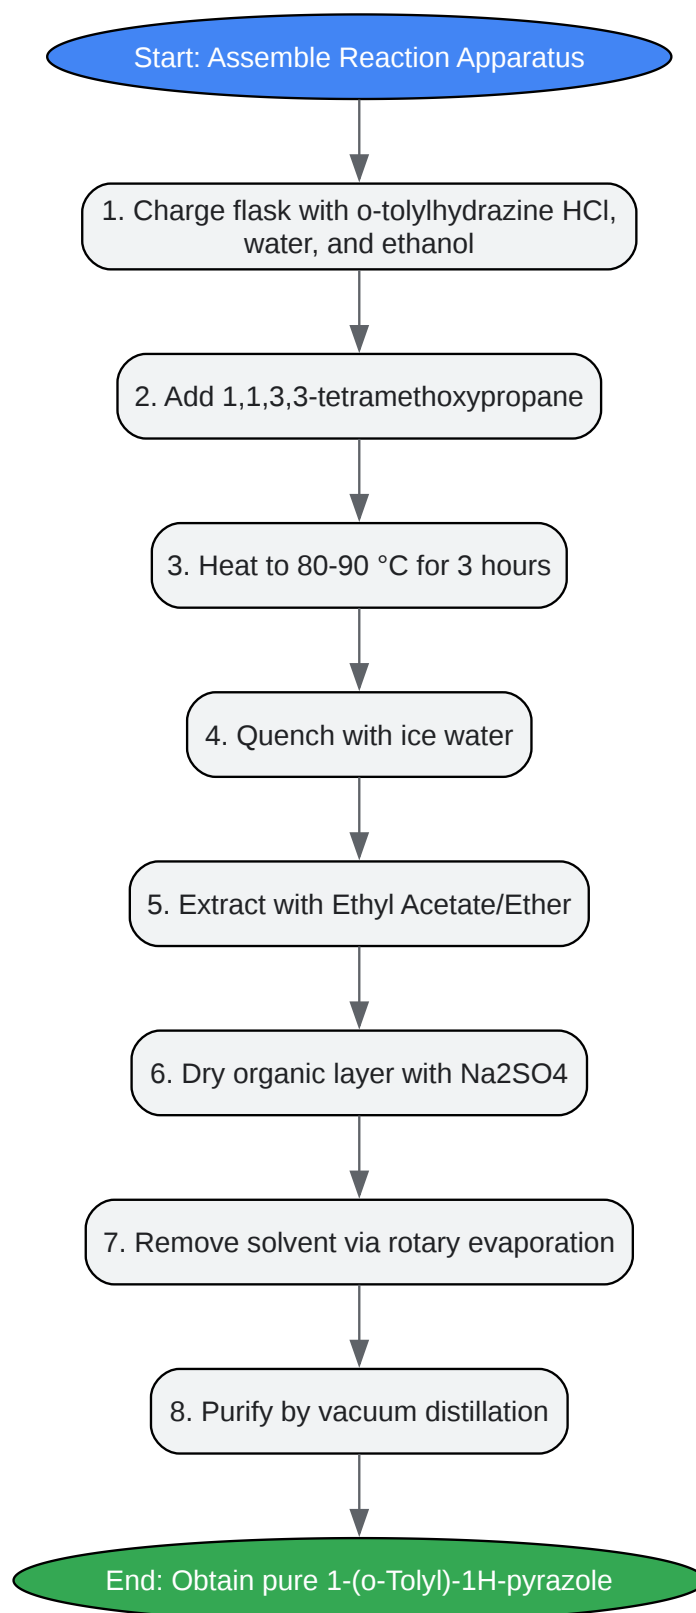 Start: Assemble Reaction Apparatus
1. Charge flask with o-tolylhydrazine HCl,
water, and ethanol
2. Add 1,1,3,3-tetramethoxypropane
3. Heat to 80-90 °C for 3 hours
4. Quench with ice water
5. Extract with Ethyl Acetate/Ether
6. Dry organic layer with Na2SO4
7. Remove solvent via rotary evaporation
8. Purify by vacuum distillation
End: Obtain pure 1-(o-Tolyl)-1H-pyrazole